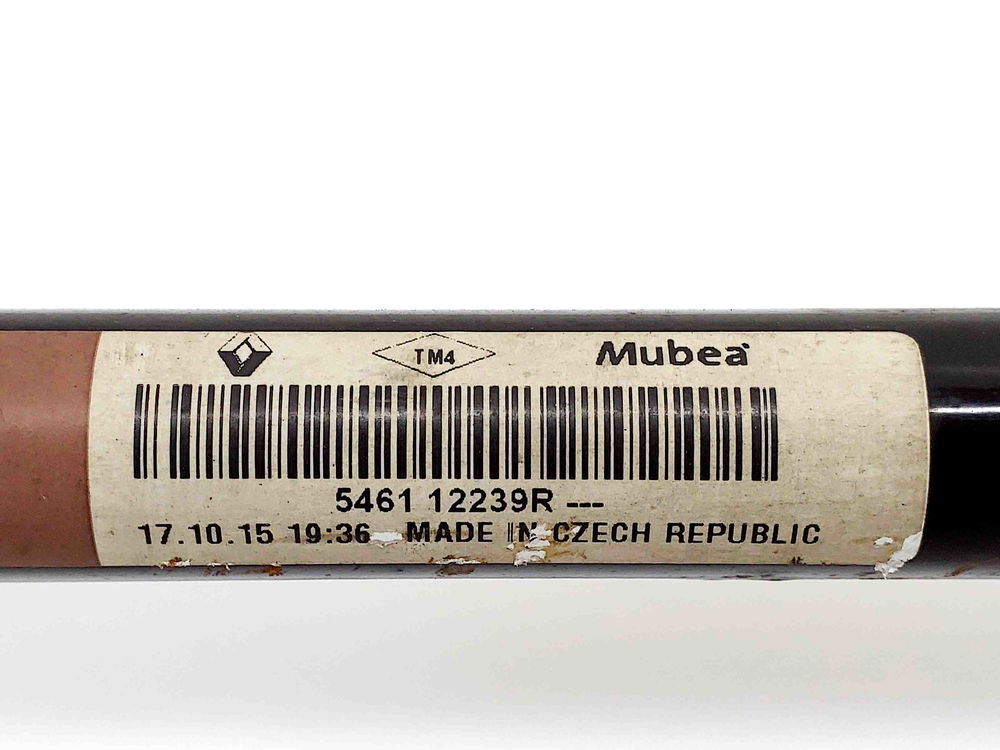 TM4 Mubea
5461 12239R ---
17.10.15 19:36 MADE IN CZECH REPUBLIC